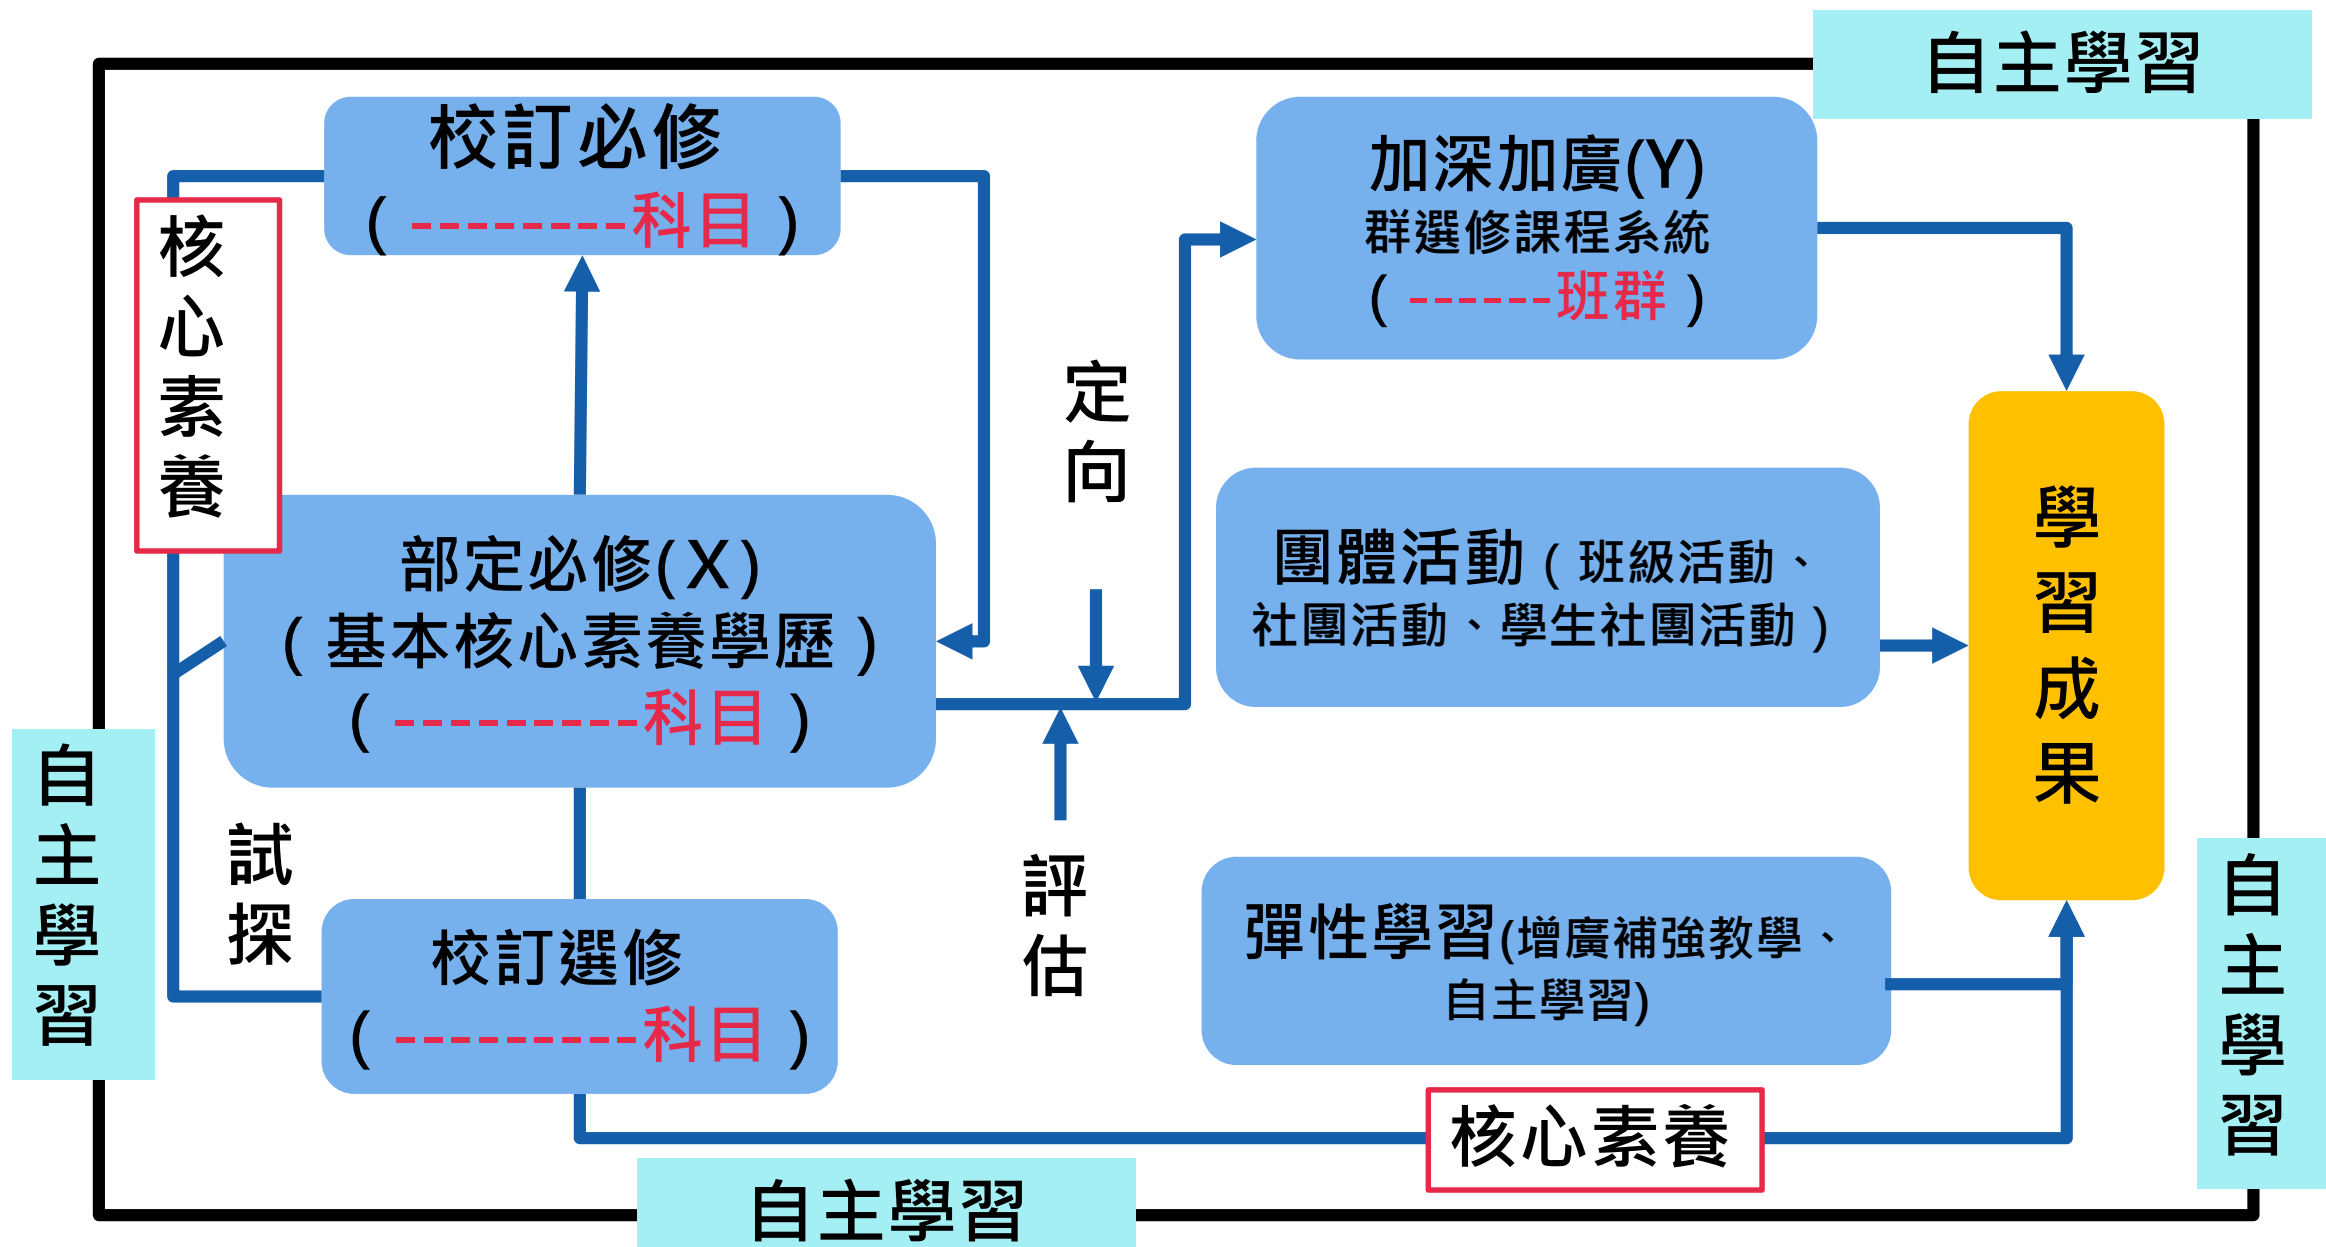 自主學習
校訂必修
( --------科目 )
核心素養
加深加廣(Y)
群選修課程系統
( ------班群 )
定向
部定必修(X)
( 基本核心素養學歷 )
( ---------科目 )
團體活動 ( 班級活動、
社團活動、學生社團活動 )
學習成果
自主學習
試探
評估
校訂選修
( ---------科目 )
彈性學習(增廣補強教學、
自主學習)
自主學習
核心素養
自主學習